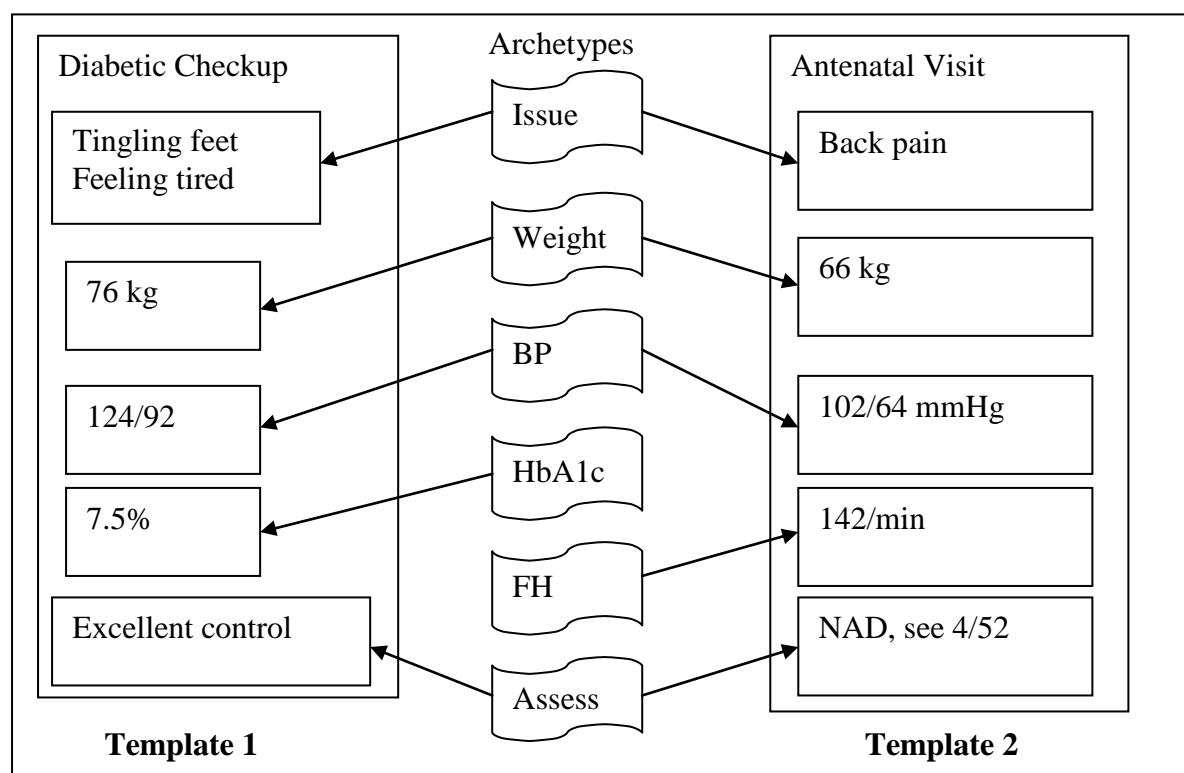 Archetypes
Diabetic Checkup
Tingling feet
Feeling tired
76 kg
124/92
7.5%
Excellent control
Template 1
Issue
Weight
BP
HbA1c
FH
Assess
Antenatal Visit
Back pain
66 kg
102/64 mmHg
142/min
NAD, see 4/52
Template 2